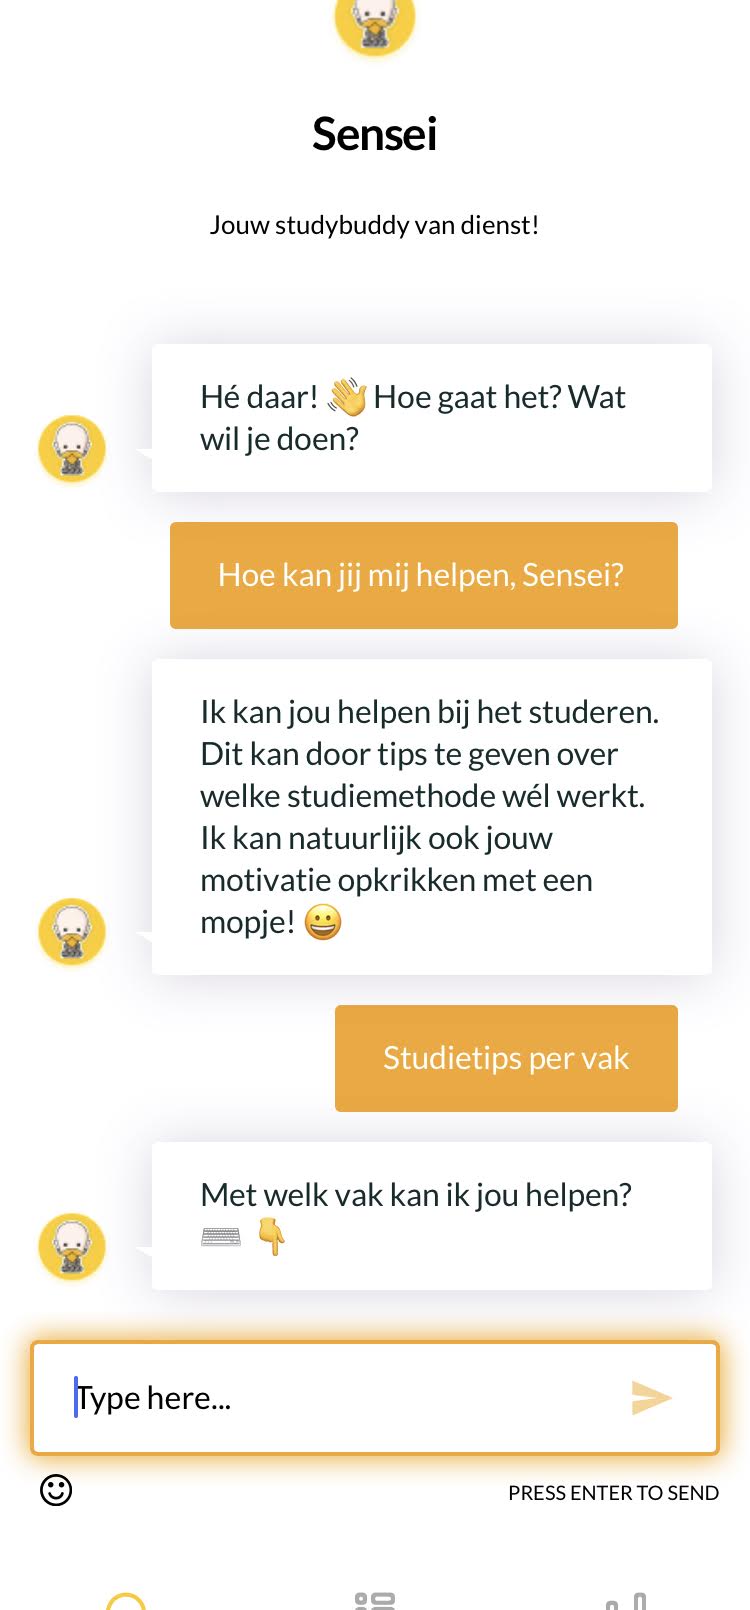 Sensei
Jouw studybuddy van dienst!
Hé daar! 👋 Hoe gaat het? Wat
wil je doen?
Hoe kan jij mij helpen, Sensei?
Ik kan jou helpen bij het studeren.
Dit kan door tips te geven over
welke studiemethode wél werkt.
Ik kan natuurlijk ook jouw
motivatie opkrikken met een
mopje! 😀
Studietips per vak
Met welk vak kan ik jou helpen?
⌨️ 👇
Type here...
PRESS ENTER TO SEND